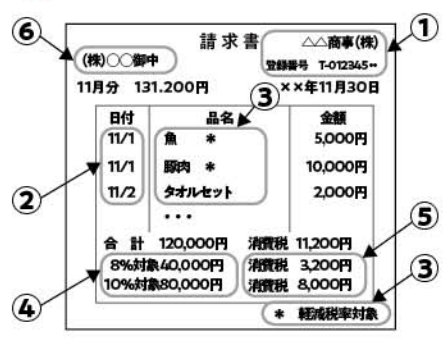 ⑥
請求書
△△商事(株)
①
(株)○○御中
登録番号 T-012345••
11月分 131.200円
××年11月30日
③
日付 品名 金額
11/1 魚 * 5,000円
②
11/1 豚肉 * 10,000円
11/2 タオルセット 2,000円
・・・
⑤
合計 120,000円 消費税 11,200円
8%対象40,000円 消費税 3,200円
④
10%対象80,000円 消費税 8,000円
③
* 軽減税率対象